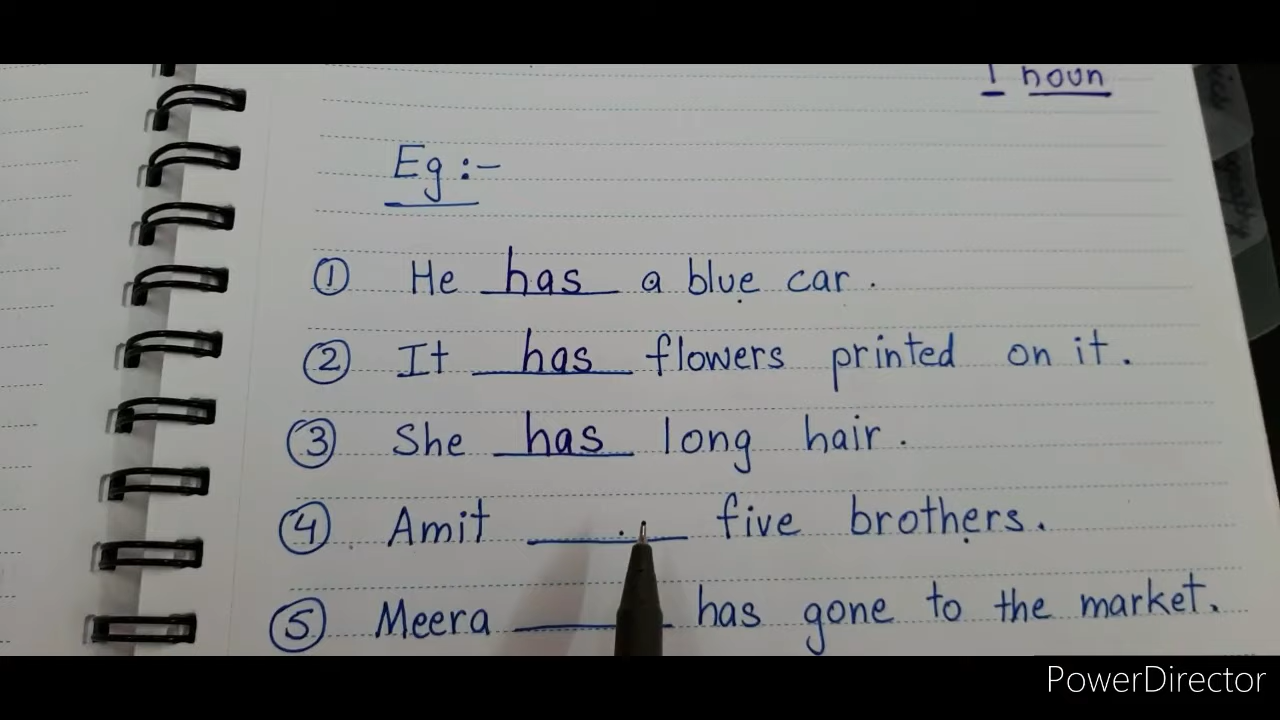 1 noun
Eg :-
① He has a blue car.
② It has flowers printed on it.
③ She has long hair.
④ Amit ______ five brothers.
⑤ Meera ______ has gone to the market.
PowerDirector